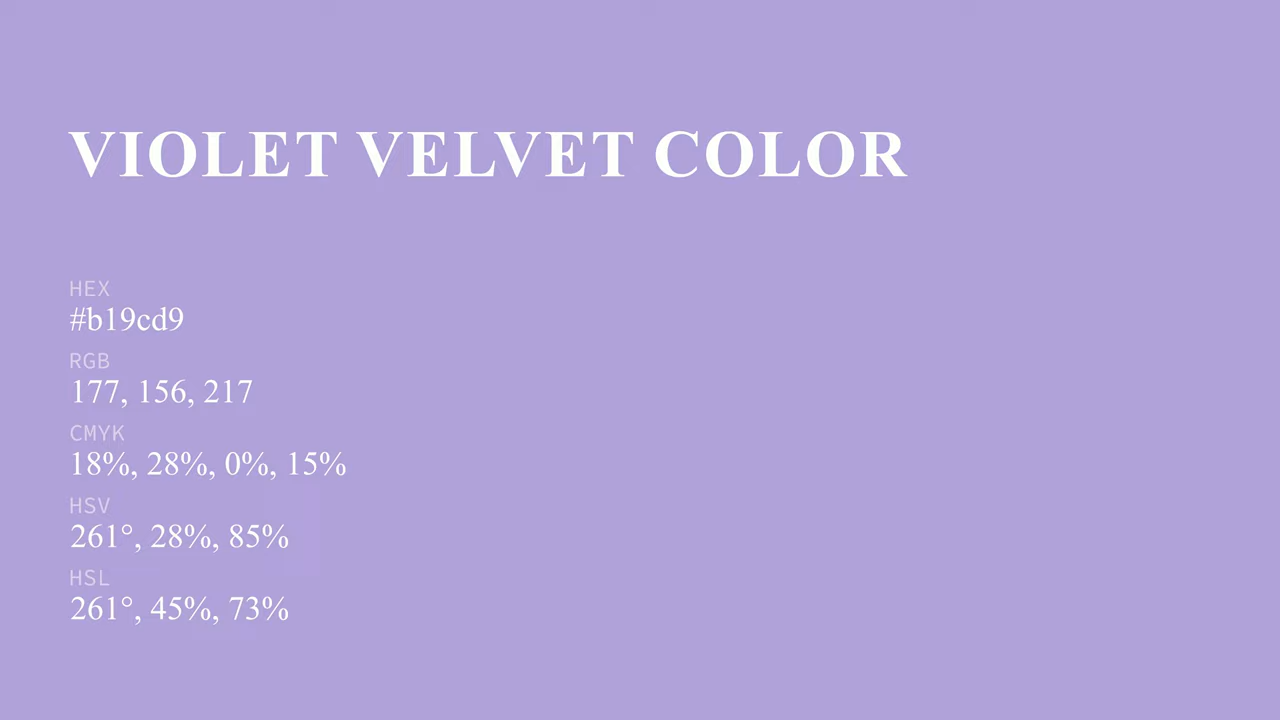 VIOLET VELVET COLOR
HEX
#b19cd9
RGB
177, 156, 217
CMYK
18%, 28%, 0%, 15%
HSV
261°, 28%, 85%
HSL
261°, 45%, 73%